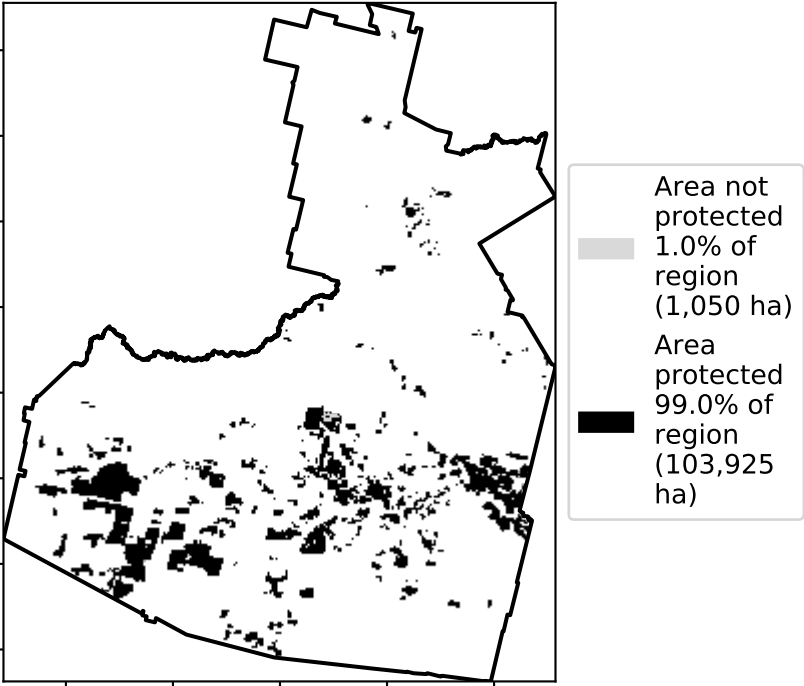 Area not
protected
1.0% of
region
(1,050 ha)
Area
protected
99.0% of
region
(103,925
ha)